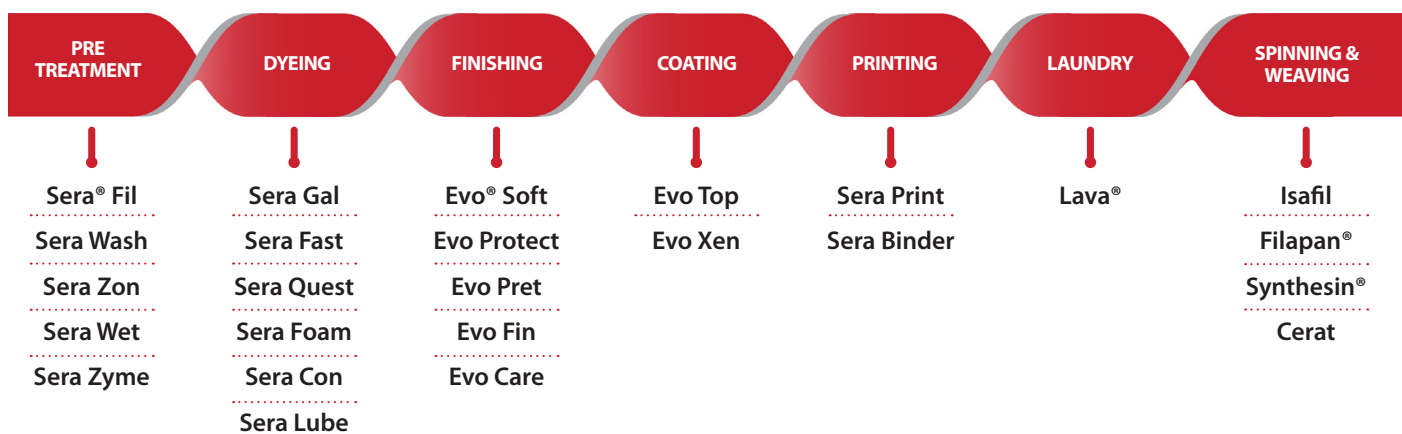 PRE
TREATMENT
DYEING
FINISHING
COATING
PRINTING
LAUNDRY
SPINNING &
WEAVING
Sera® Fil
Sera Wash
Sera Zon
Sera Wet
Sera Zyme
Sera Gal
Sera Fast
Sera Quest
Sera Foam
Sera Con
Sera Lube
Evo® Soft
Evo Protect
Evo Pret
Evo Fin
Evo Care
Evo Top
Evo Xen
Sera Print
Sera Binder
Lava®
Isafil
Filapan®
Synthesin®
Cerat